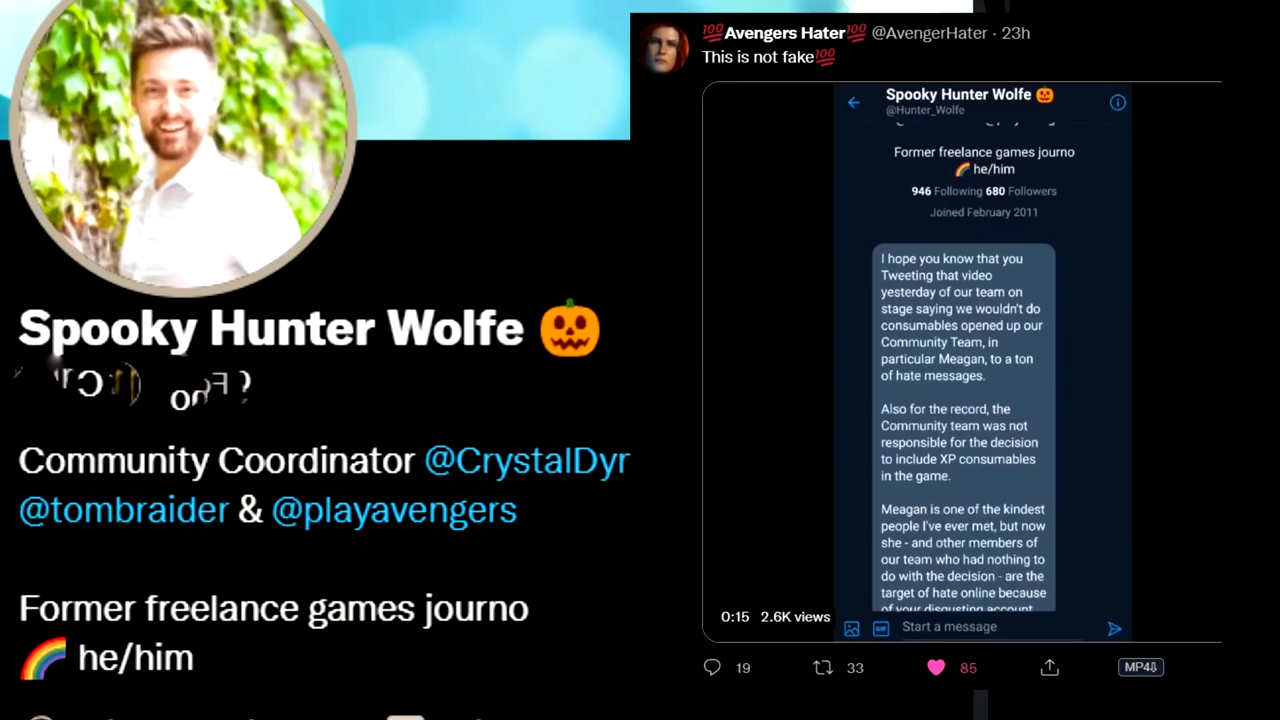 Spooky Hunter Wolfe 🎃
Community Coordinator @CrystalDyr
@tombraider & @playavengers
Former freelance games journo
🌈 he/him
💯Avengers Hater💯 @AvengerHater · 23h
This is not fake💯
Spooky Hunter Wolfe 🎃
@Hunter_Wolfe
Former freelance games journo
🌈 he/him
946 Following 680 Followers
Joined February 2011
I hope you know that you
Tweeting that video
yesterday of our team on
stage saying we wouldn't do
consumables opened up our
Community Team, in
particular Meagan, to a ton
of hate messages.
Also for the record, the
Community team was not
responsible for the decision
to include XP consumables
in the game.
Meagan is one of the kindest
people I've ever met, but now
she - and other members of
our team who had nothing to
do with the decision - are the
target of hate online because
of your disgusting account
0:15 2.6K views
GIF Start a message
19 33 85 MP4⇩